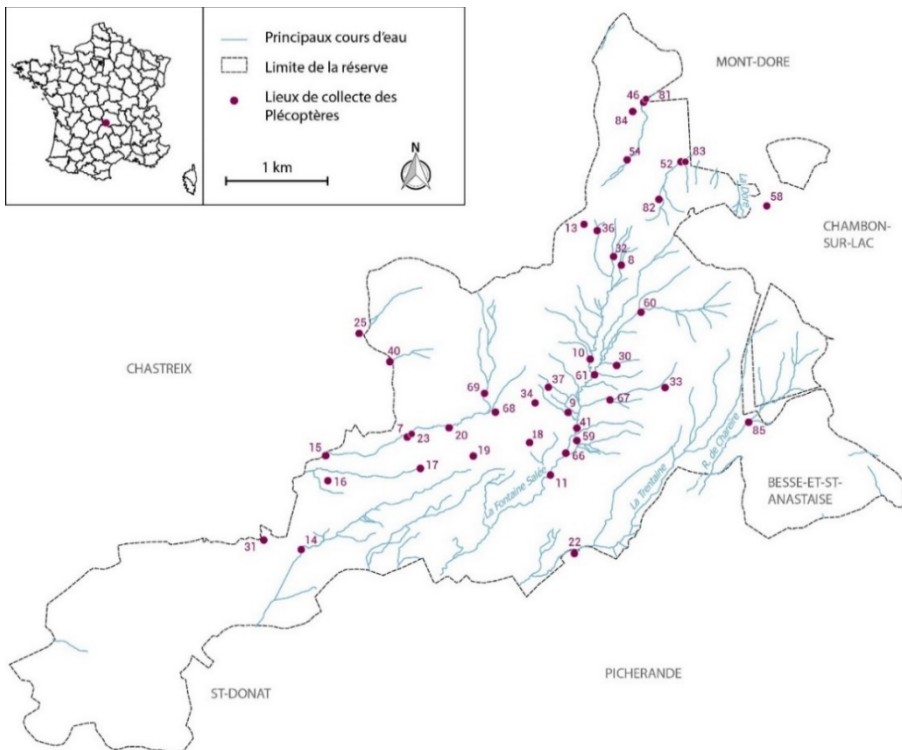 Principaux cours d'eau
Limite de la réserve
Lieux de collecte des
Plécoptères
1 km
N
MONT-DORE
46
81
84
54
52
83
La Dore
58
82
CHAMBON-
SUR-LAC
13
36
32
8
60
25
40
CHASTREIX
10
30
61
37
33
69
34
67
68
9
41
7
23
20
18
59
85
15
19
66
R. de Chanère
17
16
11
La Fontaine Salée
La Trentaine
BESSE-ET-ST-
ANASTAISE
31
14
22
PICHERANDE
ST-DONAT